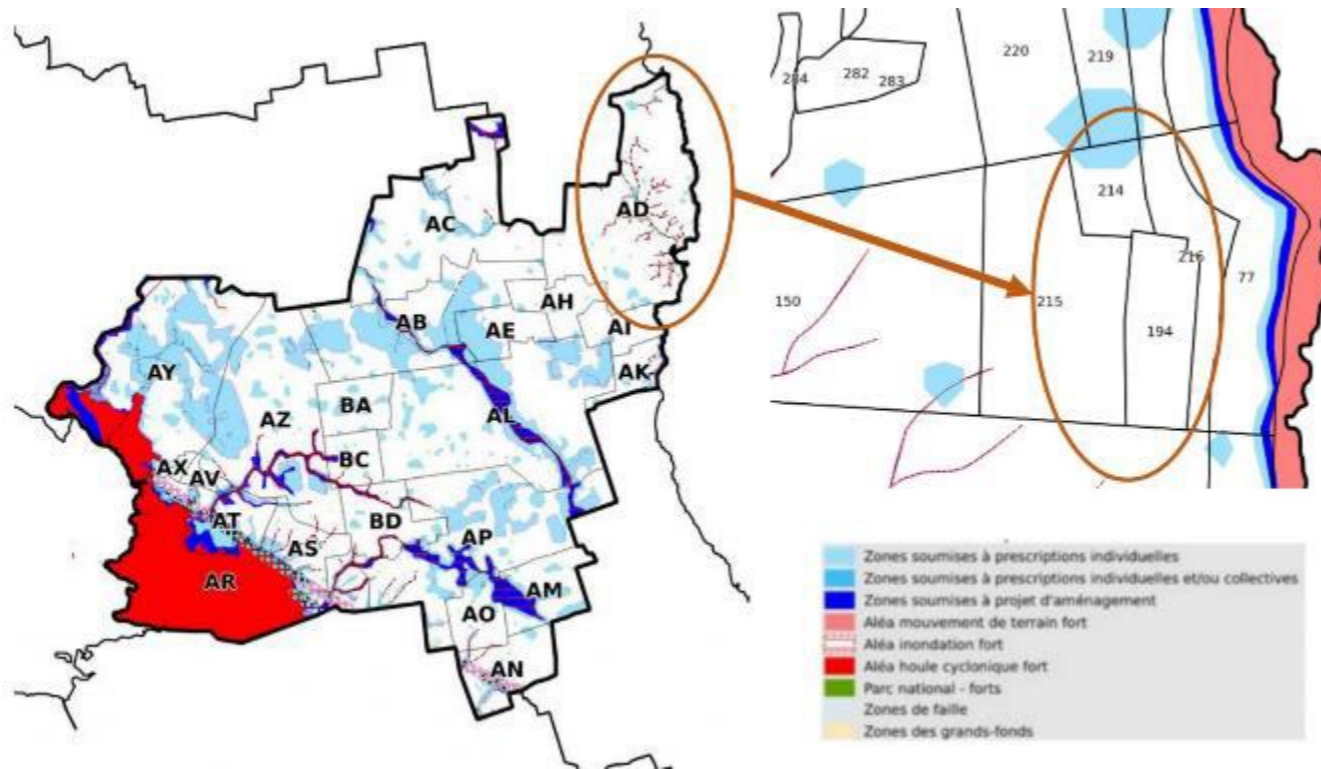 AD
AC
AH
AB
AE
AI
AK
AY
BA
AZ
AL
BC
AX
AV
AT
AS
BD
AP
AR
AM
AO
AN
220
219
284
282
283
214
216
77
150
215
194
Zones soumises à prescriptions individuelles
Zones soumises à prescriptions individuelles et/ou collectives
Zones soumises à projet d'aménagement
Aléa mouvement de terrain fort
Aléa inondation fort
Aléa houle cyclonique fort
Parc national - forts
Zones de faille
Zones des grands-fonds